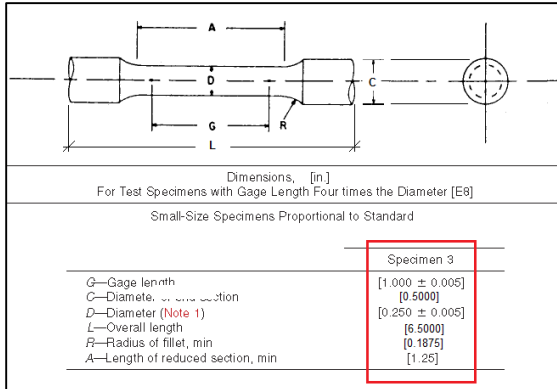 A
D
C
G
R
L
Dimensions, [in.]
For Test Specimens with Gage Length Four times the Diameter [E8]
Small-Size Specimens Proportional to Standard
Specimen 3
G—Gage length [1.000 ± 0.005]
C—Diameter section [0.5000]
D—Diameter (Note 1) [0.250 ± 0.005]
L—Overall length [6.5000]
R—Radius of fillet, min [0.1875]
A—Length of reduced section, min [1.25]